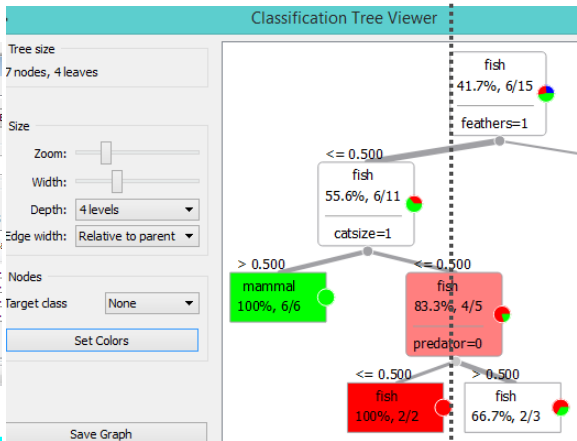 Classification Tree Viewer
Tree size
7 nodes, 4 leaves
Size
Zoom:
Width:
Depth: 4 levels
Edge width: Relative to parent
Nodes
Target class None
Set Colors
Save Graph
fish
41.7%, 6/15
feathers=1
<= 0.500
fish
55.6%, 6/11
catsize=1
> 0.500
mammal
100%, 6/6
<= 0.500
fish
83.3%, 4/5
predator=0
<= 0.500
fish
100%, 2/2
> 0.500
fish
66.7%, 2/3